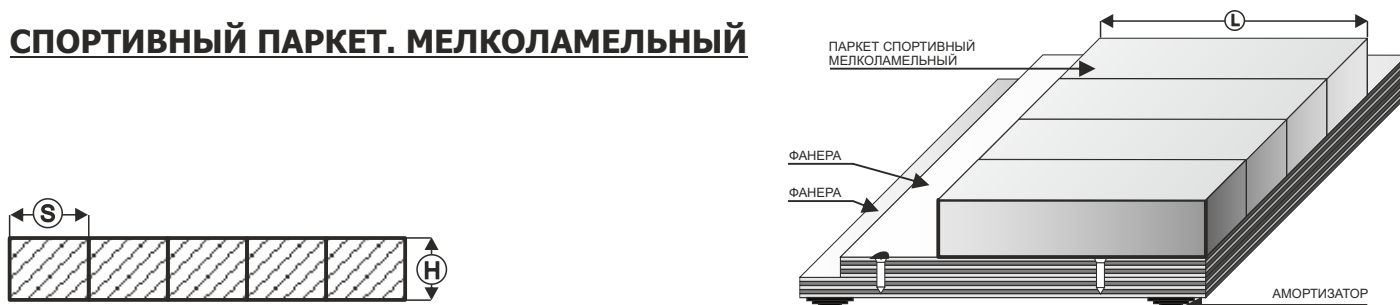 СПОРТИВНЫЙ ПАРКЕТ. МЕЛКОЛАМЕЛЬНЫЙ
L
ПАРКЕТ СПОРТИВНЫЙ
МЕЛКОЛАМЕЛЬНЫЙ
ФАНЕРА
ФАНЕРА
S
H
АМОРТИЗАТОР